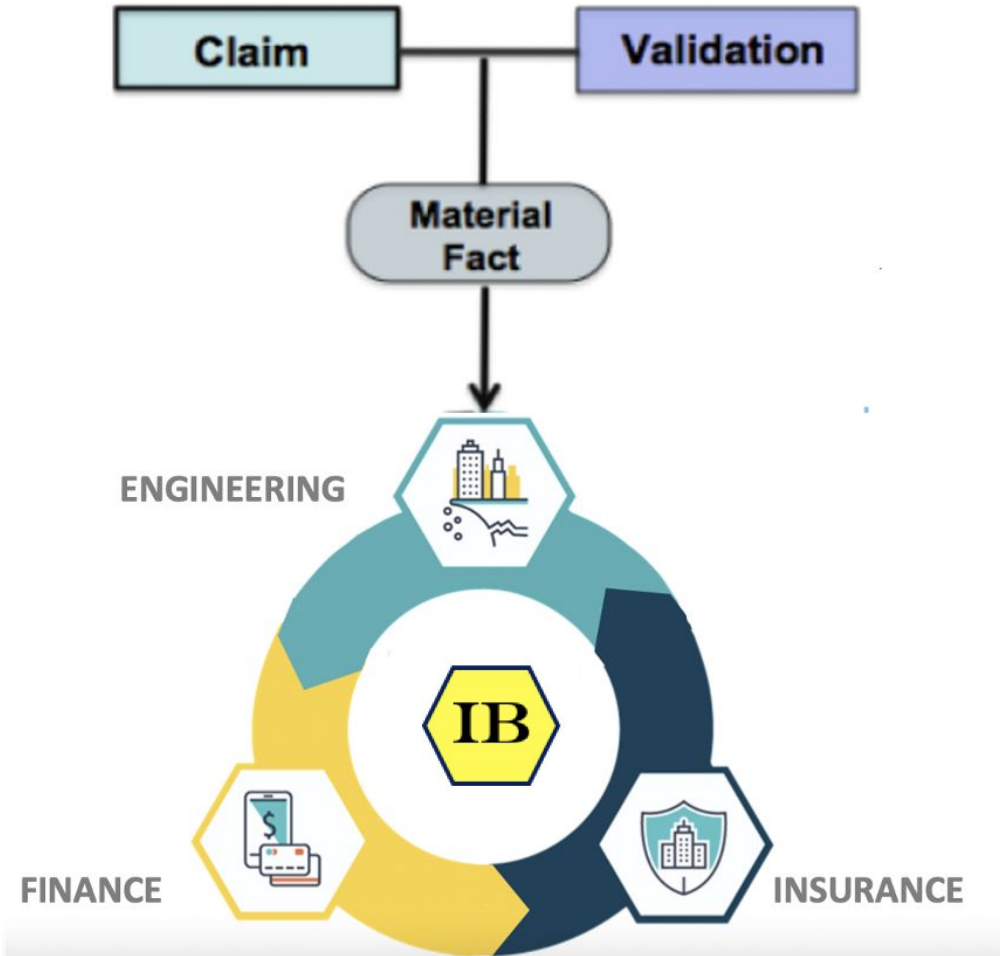 Claim
Validation
Material
Fact
ENGINEERING
IB
$
FINANCE
INSURANCE